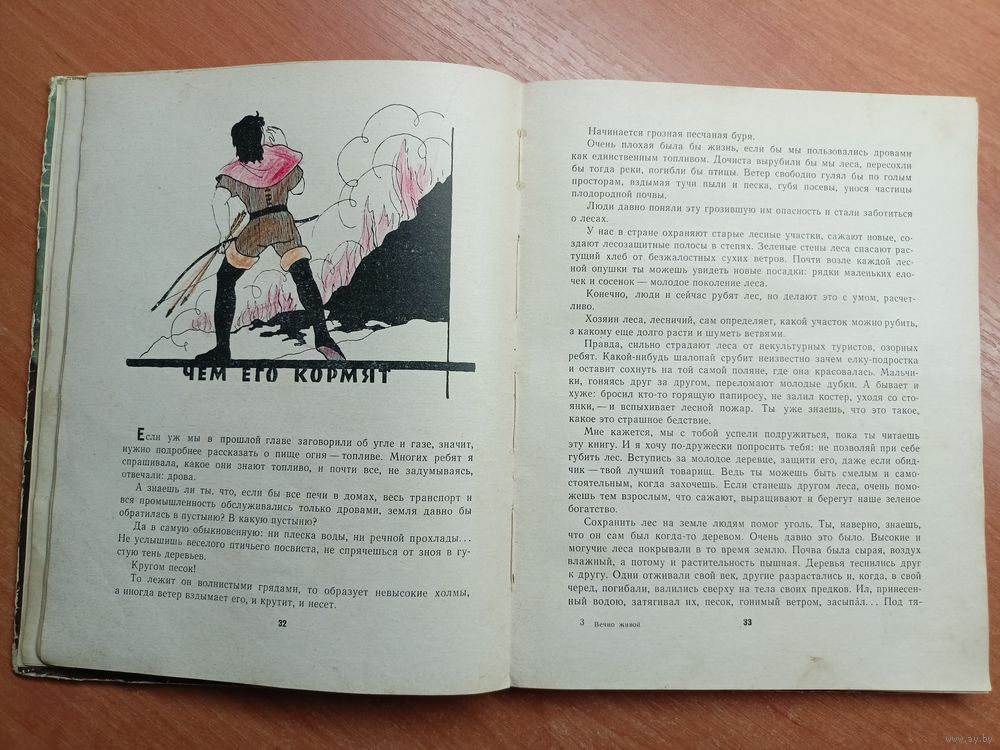 ЧЕМ ЕГО КОРМЯТ
Если уж мы в прошлой главе заговорили об угле и газе, значит,
нужно подробнее рассказать о пище огня — топливе. Многих ребят я
спрашивала, какое они знают топливо, и почти все, не задумываясь,
отвечали: дрова.
А знаешь ли ты, что, если бы все печи в домах, весь транспорт и
вся промышленность обслуживались только дровами, земля давно бы
обратилась в пустыню? В какую пустыню?
Да в самую обыкновенную: ни плеска воды, ни речной прохлады...
Не услышишь веселого птичьего посвиста, не спрячешься от зноя в гу-
стую тень деревьев.
Кругом песок!
То лежит он волнистыми грядами, то образует невысокие холмы,
а иногда ветер вздымает его, и крутит, и несет.
32
Начинается грозная песчаная буря.
Очень плохая была бы жизнь, если бы мы пользовались дровами
как единственным топливом. Дочиста вырубили бы мы леса, пересохли
бы тогда реки, погибли бы птицы. Ветер свободно гулял бы по голым
просторам, вздымая тучи пыли и песка, губя посевы, унося частицы
плодородной почвы.
Люди давно поняли эту грозившую им опасность и стали заботиться
о лесах.
У нас в стране охраняют старые лесные участки, сажают новые, со-
здают лесозащитные полосы в степях. Зеленые стены леса спасают рас-
тущий хлеб от безжалостных сухих ветров. Почти возле каждой лес-
ной опушки ты можешь увидеть новые посадки: рядки маленьких ело-
чек и сосенок — молодое поколение леса.
Конечно, люди и сейчас рубят лес, но делают это с умом, расчет-
ливо.
Хозяин леса, лесничий, сам определяет, какой участок можно рубить,
а какому еще долго расти и шуметь ветвями.
Правда, сильно страдают леса от некультурных туристов, озорных
ребят. Какой-нибудь шалопай срубит неизвестно зачем елку-подростка
и оставит сохнуть на той самой поляне, где она красовалась. Мальчи-
ки, гоняясь друг за другом, переломают молодые дубки. А бывает и
хуже: бросил кто-то горящую папиросу, не залил костер, уходя со сто-
янки, — и вспыхивает лесной пожар. Ты уже знаешь, что это такое,
какое это страшное бедствие.
Мне кажется, мы с тобой успели подружиться, пока ты читаешь
эту книгу. И я хочу по-дружески попросить тебя: не позволяй при себе
губить лес. Вступись за молодое деревце, защити его, даже если обид-
чик — твой лучший товарищ. Ведь ты можешь быть смелым и само-
стоятельным, когда захочешь. Если станешь другом леса, очень помо-
жешь тем взрослым, что сажают, выращивают и берегут наше зеленое
богатство.
Сохранить лес на земле людям помог уголь. Ты, наверно, знаешь,
что он сам был когда-то деревом. Очень давно это было. Высокие и
могучие леса покрывали в то время землю. Почва была сырая, воздух
влажный, а потому и растительность пышная. Деревья теснились друг
к другу. Одни отживали свой век, другие разрастались и, когда, в свой
черед, погибали, валились сверху на тела своих предков. Ил, принесен-
ный водою, затягивал их, песок, гонимый ветром, засыпа́л... Под тя-
3 Вечно живой
33
www.ay.by